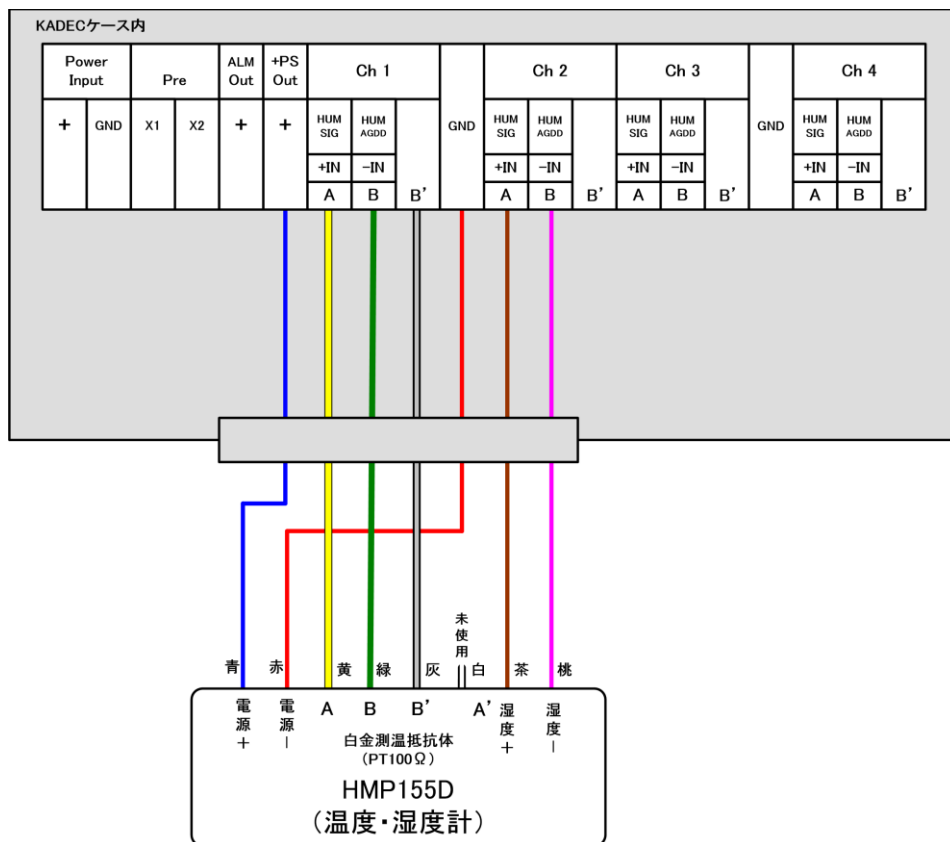 KADECケース内
Power Input
Pre
ALM Out
+PS Out
Ch 1
GND
Ch 2
Ch 3
GND
Ch 4
+ GND X1 X2 + +
HUM SIG HUM AGDD
HUM SIG HUM AGDD
HUM SIG HUM AGDD
HUM SIG HUM AGDD
+IN -IN +IN -IN +IN -IN +IN -IN
A B B' A B B' A B B' A B B'
未使用
青 赤 黄 緑 灰 白 茶 桃
電源+ 電源- A B B' A' 湿度+ 湿度-
白金測温抵抗体
(PT100Ω)
HMP155D
(温度・湿度計)